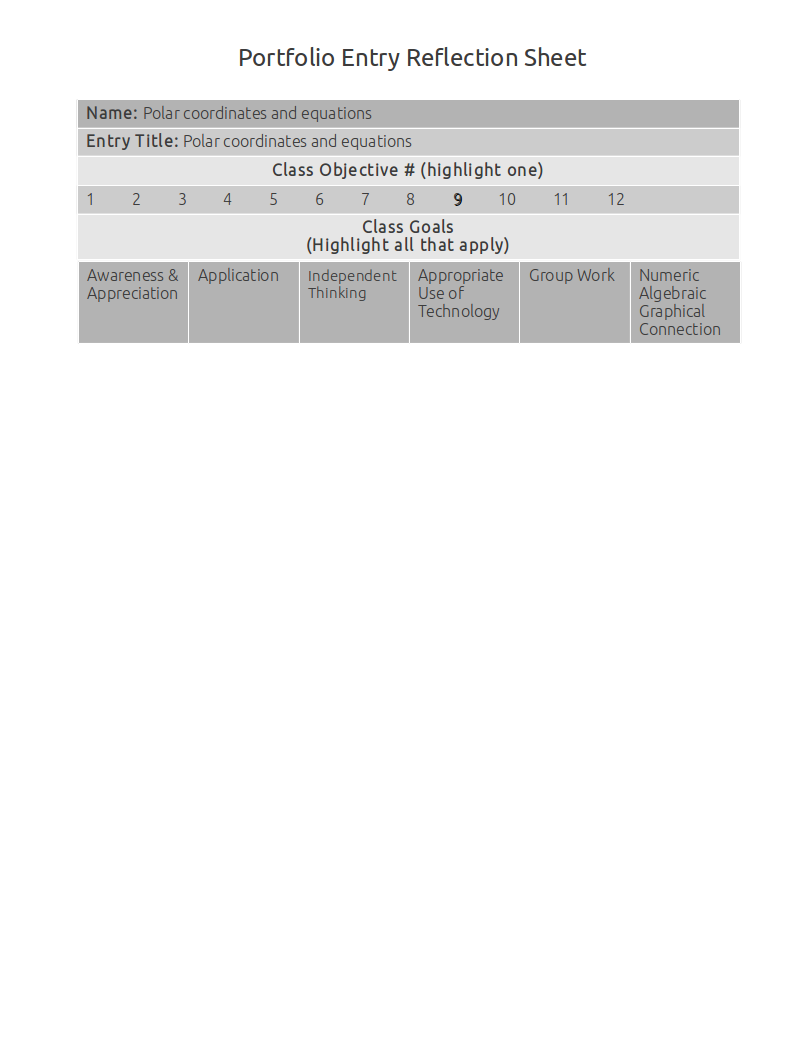 Portfolio Entry Reflection Sheet
Name: Polar coordinates and equations
Entry Title: Polar coordinates and equations
Class Objective # (highlight one)
1 2 3 4 5 6 7 8 9 10 11 12
Class Goals
(Highlight all that apply)
Awareness &
Appreciation
Application
Independent
Thinking
Appropriate
Use of
Technology
Group Work
Numeric
Algebraic
Graphical
Connection